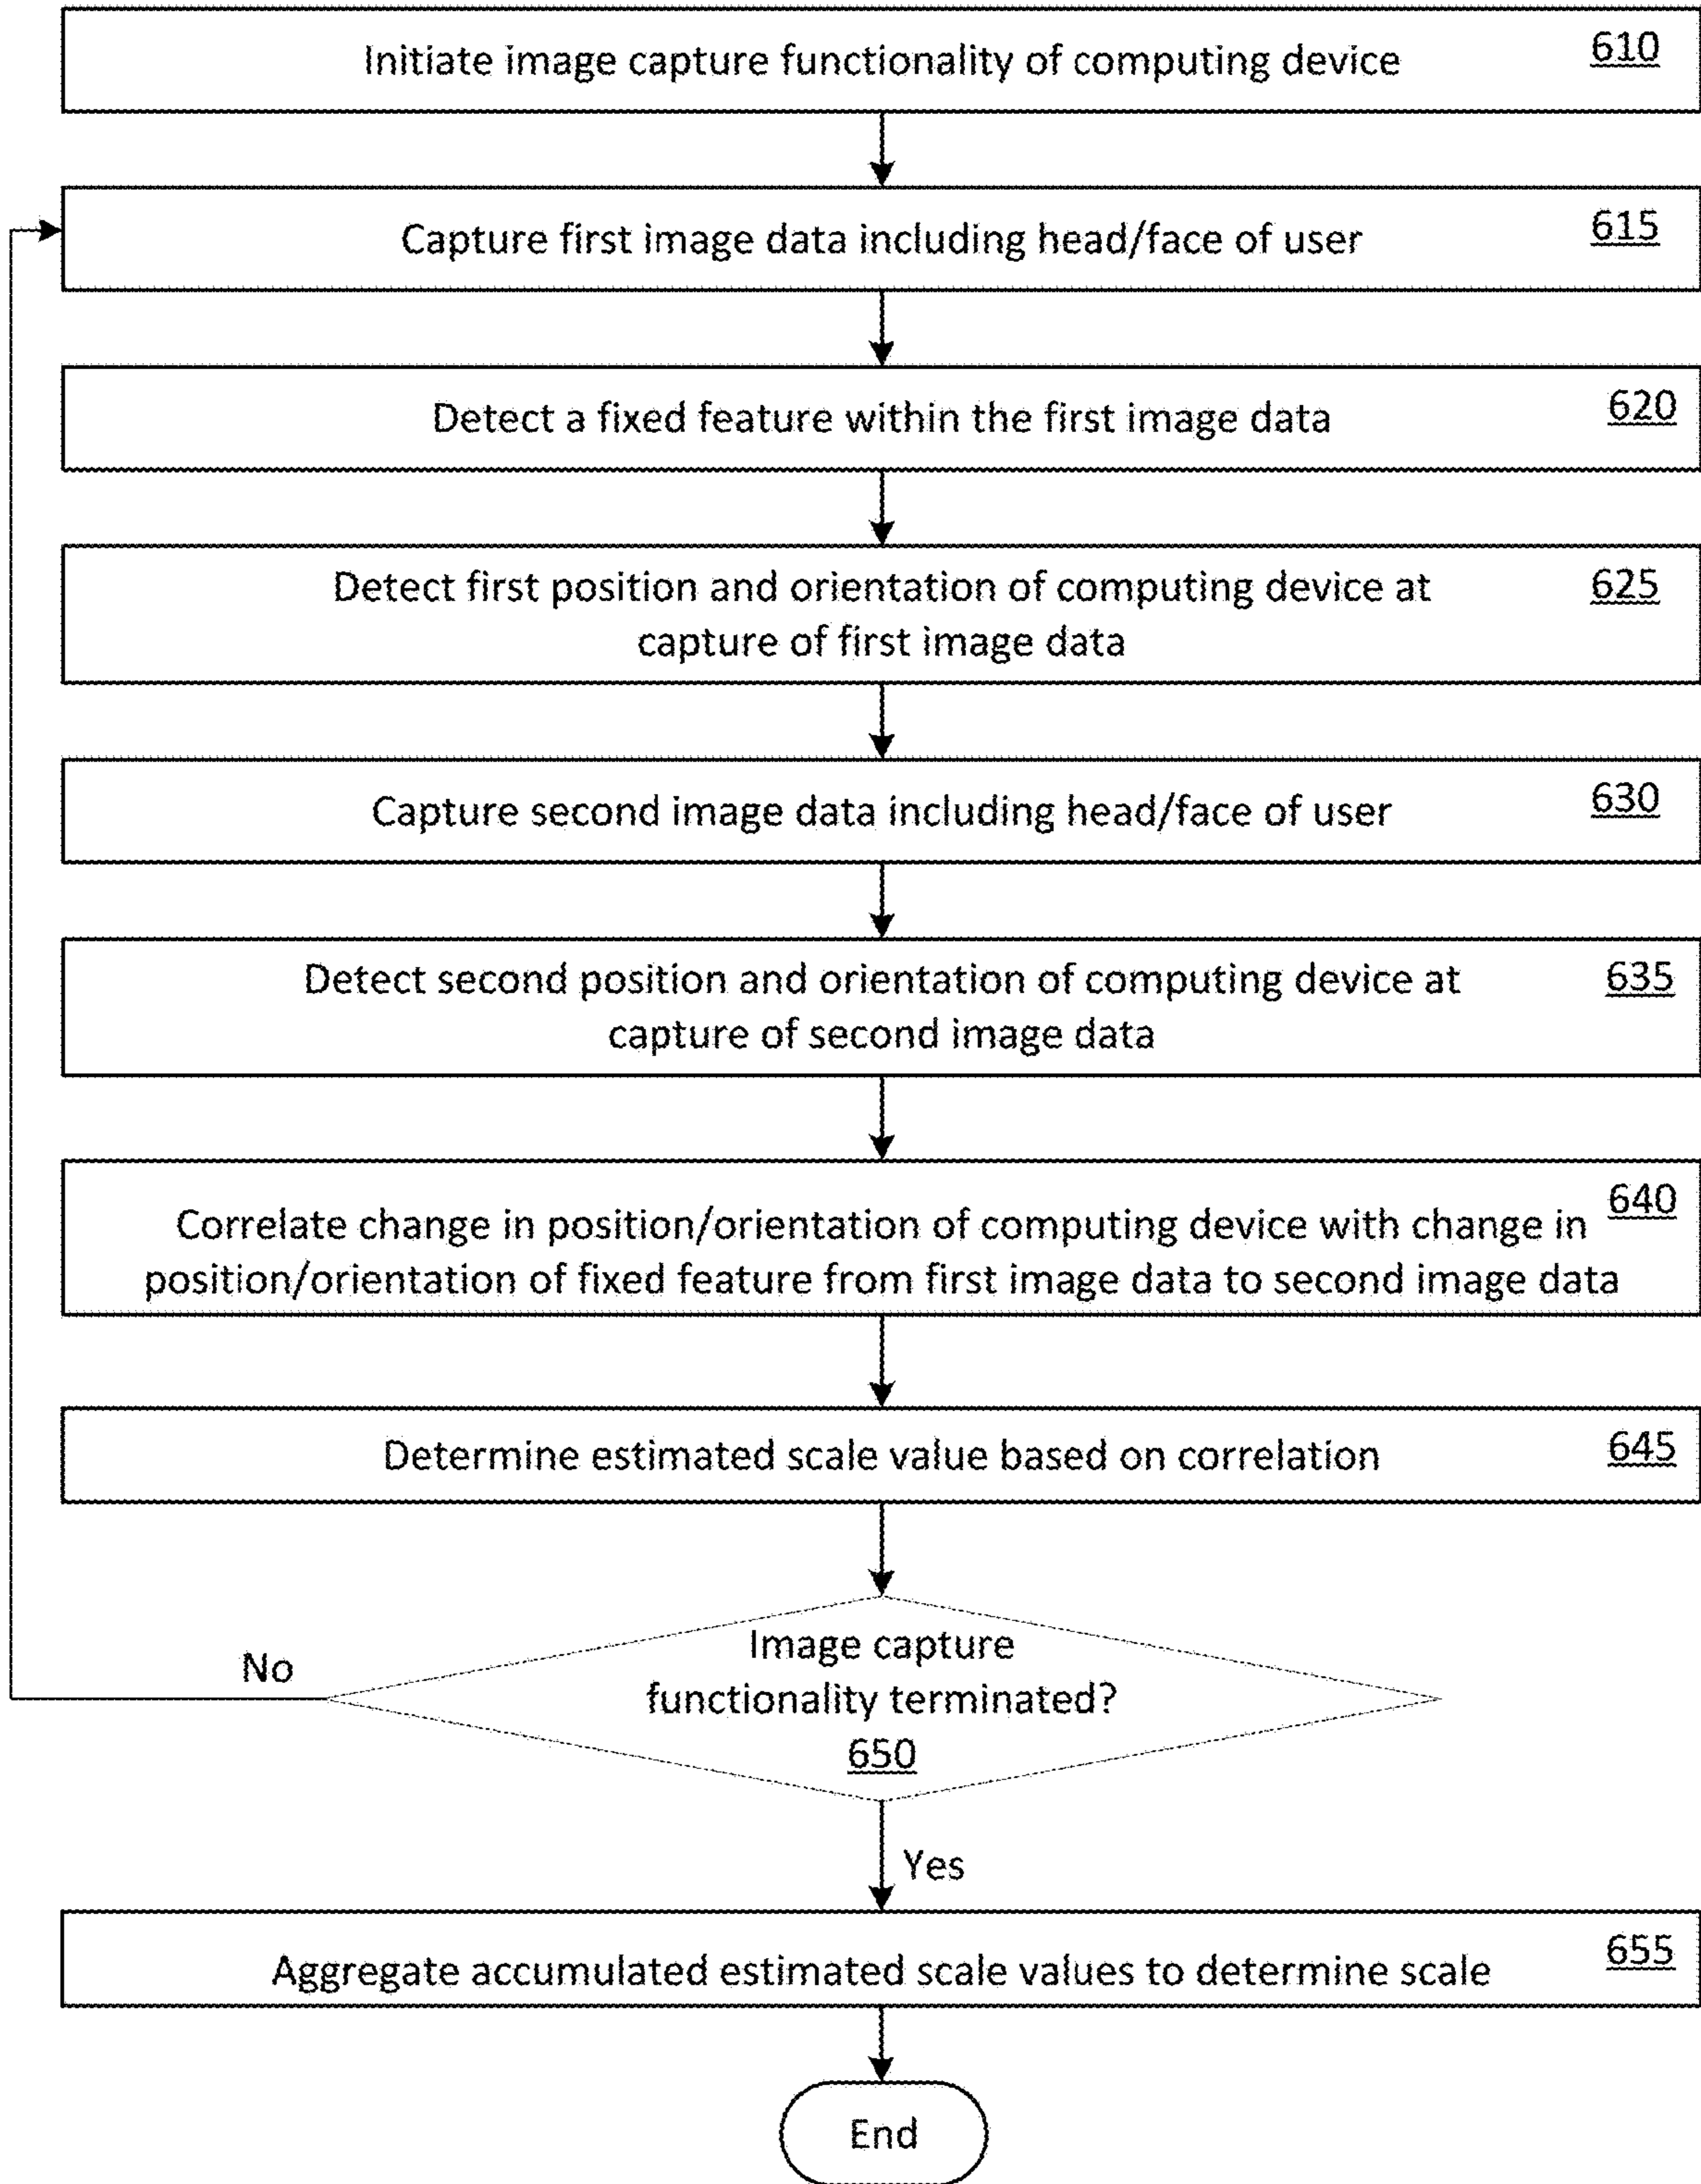 Initiate image capture functionality of computing device 610
Capture first image data including head/face of user 615
Detect a fixed feature within the first image data 620
Detect first position and orientation of computing device at 625
capture of first image data
Capture second image data including head/face of user 630
Detect second position and orientation of computing device at 635
capture of second image data
Correlate change in position/orientation of computing device with change in 640
position/orientation of fixed feature from first image data to second image data
Determine estimated scale value based on correlation 645
Image capture
No
functionality terminated?
650
Yes
Aggregate accumulated estimated scale values to determine scale 655
End